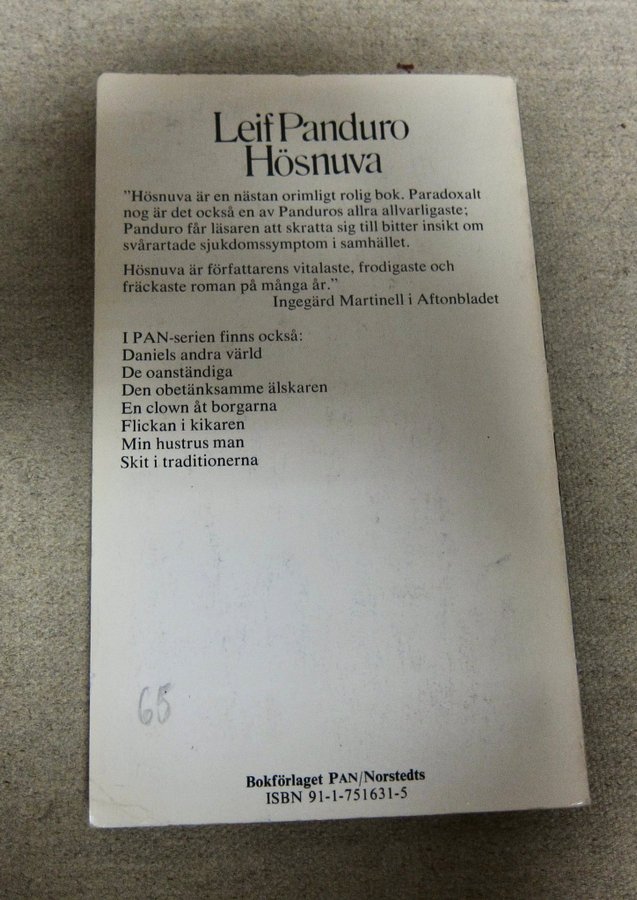 Leif Panduro
Hösnuva
"Hösnuva är en nästan orimligt rolig bok. Paradoxalt
nog är det också en av Panduros allra allvarligaste;
Panduro får läsaren att skratta sig till bitter insikt om
svårartade sjukdomssymptom i samhället.
Hösnuva är författarens vitalaste, frodigaste och
fräckaste roman på många år."
Ingegärd Martinell i Aftonbladet
I PAN-serien finns också:
Daniels andra värld
De oanständiga
Den obetänksamme älskaren
En clown åt borgarna
Flickan i kikaren
Min hustrus man
Skit i traditionerna
65
Bokförlaget PAN/Norstedts
ISBN 91-1-751631-5